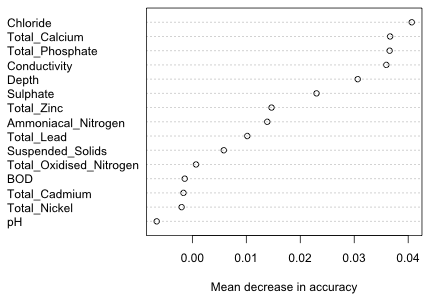 Chloride
Total_Calcium
Total_Phosphate
Conductivity
Depth
Sulphate
Total_Zinc
Ammoniacal_Nitrogen
Total_Lead
Suspended_Solids
Total_Oxidised_Nitrogen
BOD
Total_Cadmium
Total_Nickel
pH
0.00 0.01 0.02 0.03 0.04
Mean decrease in accuracy